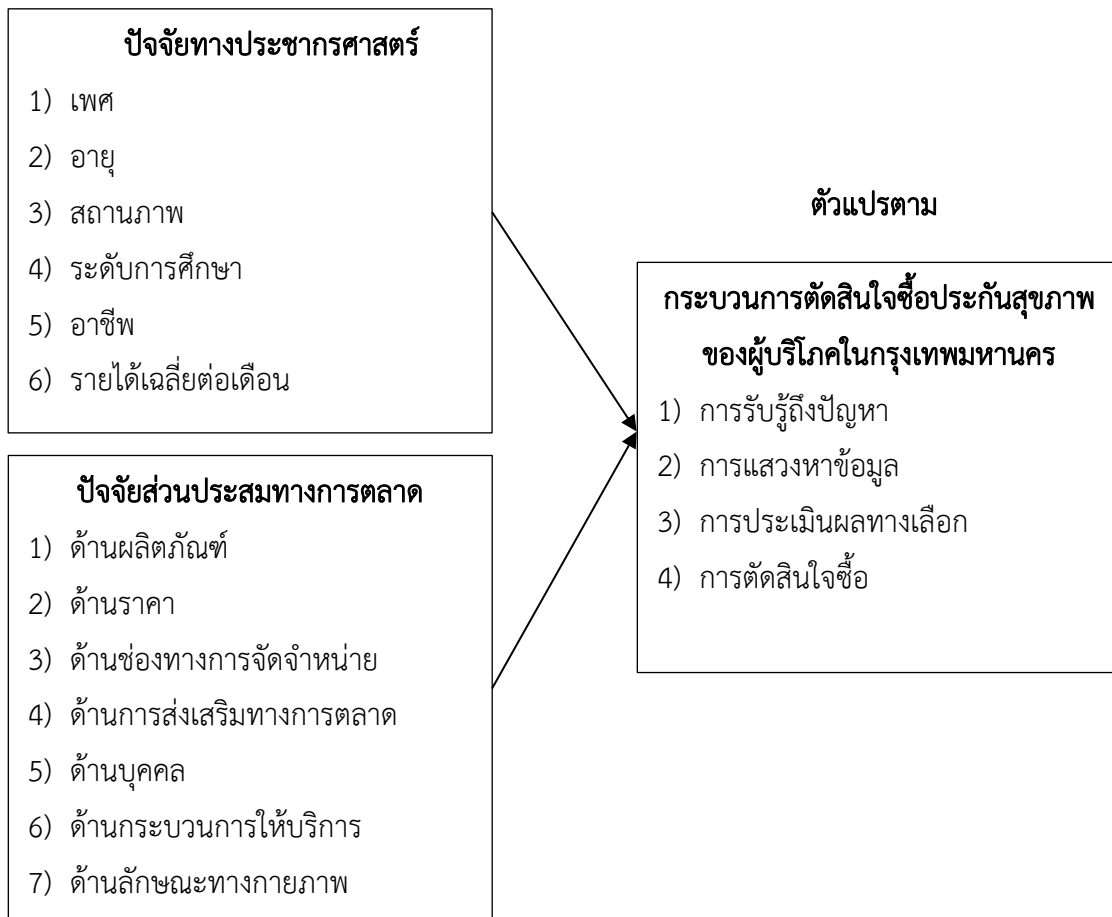 ปัจจัยทางประชากรศาสตร์
1) เพศ
2) อายุ
3) สถานภาพ
4) ระดับการศึกษา
5) อาชีพ
6) รายได้เฉลี่ยต่อเดือน
ปัจจัยส่วนประสมทางการตลาด
1) ด้านผลิตภัณฑ์
2) ด้านราคา
3) ด้านช่องทางการจัดจำหน่าย
4) ด้านการส่งเสริมทางการตลาด
5) ด้านบุคคล
6) ด้านกระบวนการให้บริการ
7) ด้านลักษณะทางกายภาพ
ตัวแปรตาม
กระบวนการตัดสินใจซื้อประกันสุขภาพ
ของผู้บริโภคในกรุงเทพมหานคร
1) การรับรู้ถึงปัญหา
2) การแสวงหาข้อมูล
3) การประเมินผลทางเลือก
4) การตัดสินใจซื้อ